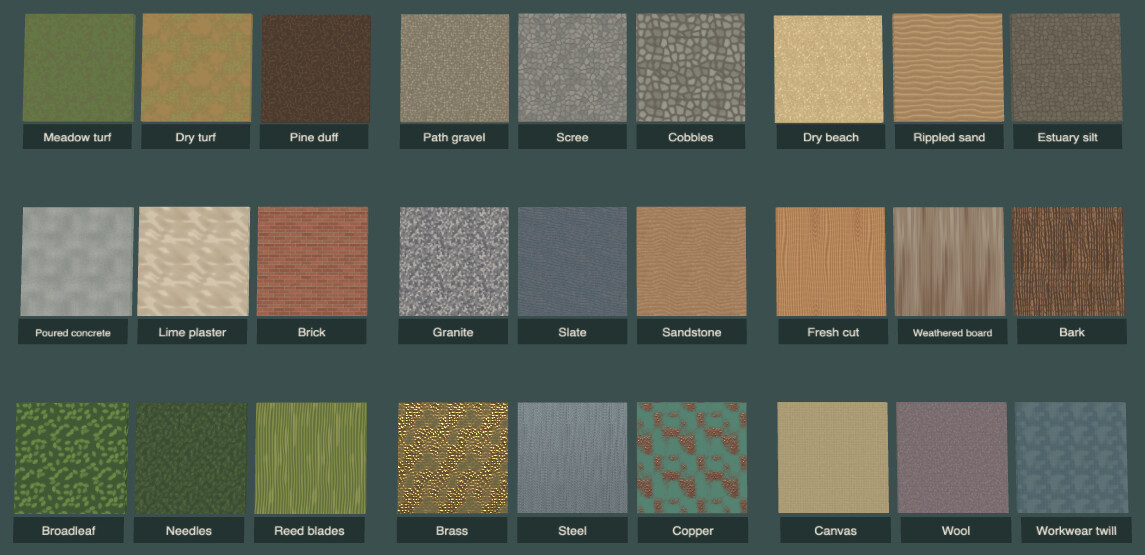 Meadow turf
Dry turf
Pine duff
Path gravel
Scree
Cobbles
Dry beach
Rippled sand
Estuary silt
Poured concrete
Lime plaster
Brick
Granite
Slate
Sandstone
Fresh cut
Weathered board
Bark
Broadleaf
Needles
Reed blades
Brass
Steel
Copper
Canvas
Wool
Workwear twill